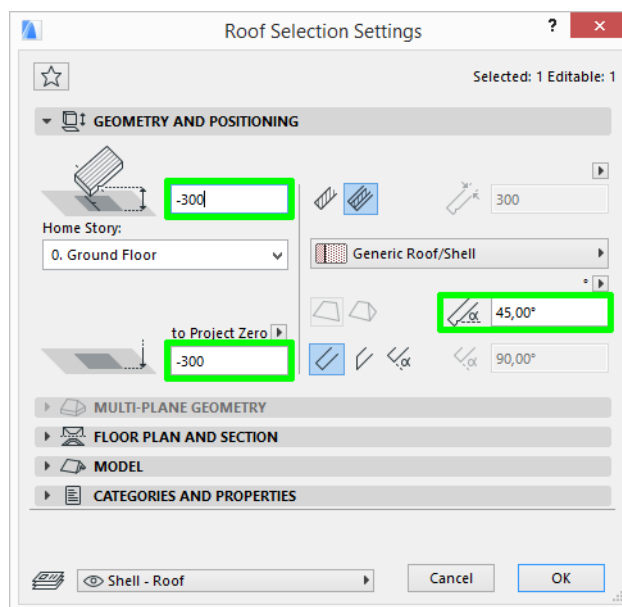 Roof Selection Settings
?
Selected: 1 Editable: 1
GEOMETRY AND POSITIONING
-300
300
Home Story:
0. Ground Floor
Generic Roof/Shell
°
α
45,00°
to Project Zero
-300
α
α
90,00°
MULTI-PLANE GEOMETRY
FLOOR PLAN AND SECTION
MODEL
CATEGORIES AND PROPERTIES
Shell - Roof
Cancel
OK